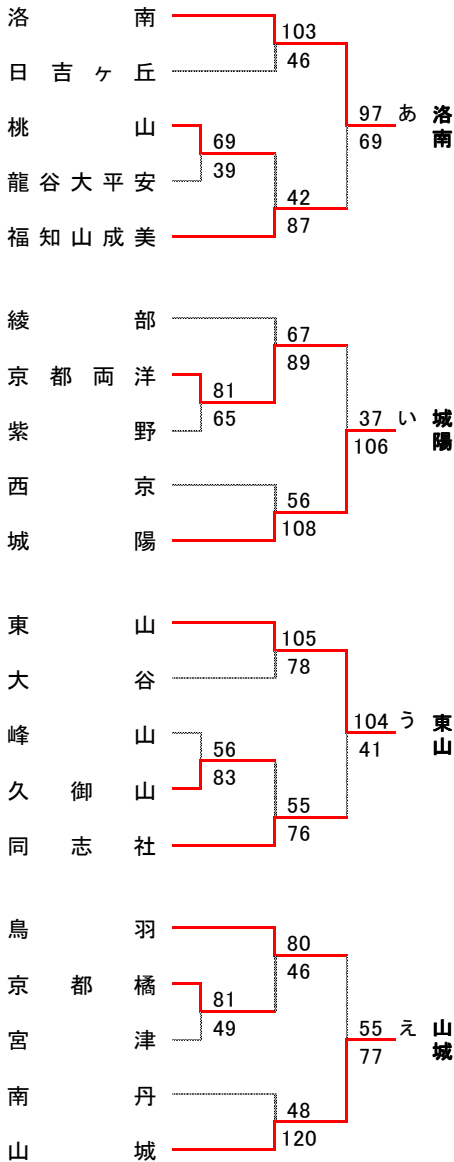 洛南
103
46
日吉ヶ丘
97 あ 洛南
69
桃山
69
39
龍谷大平安
42
87
福知山成美
綾部
67
89
京都両洋
81
65
紫野
37 い 城陽
106
西京
56
108
城陽
東山
105
78
大谷
104 う 東山
41
峰山
56
83
久御山
55
76
同志社
鳥羽
80
46
京都橘
81
49
宮津
55 え 山城
77
南丹
48
120
山城